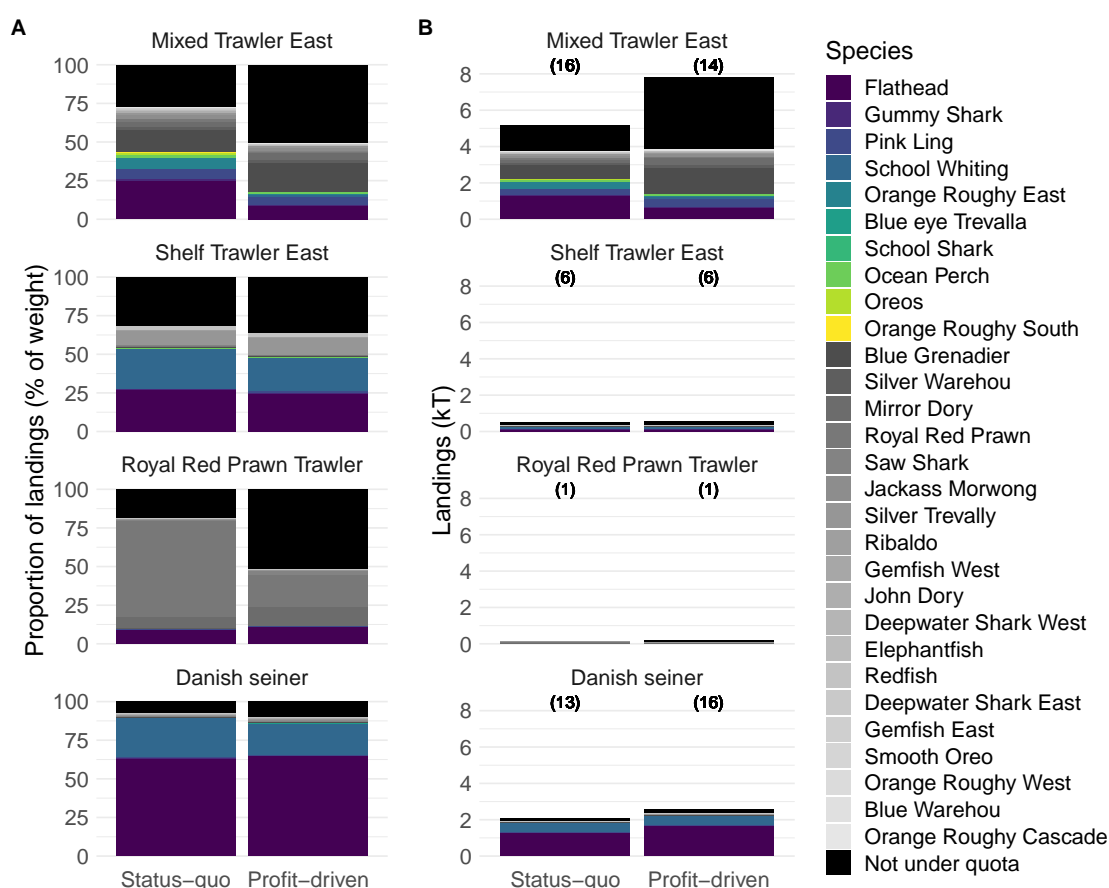 A
Mixed Trawler East
100
75
50
25
0
Shelf Trawler East
100
75
50
25
0
Royal Red Prawn Trawler
100
75
50
25
0
Danish seiner
100
75
50
25
0
Status−quo Profit−driven
Proportion of landings (% of weight)
B
Mixed Trawler East
(16) (14)
8
6
4
2
0
Shelf Trawler East
(6) (6)
8
6
4
2
0
Royal Red Prawn Trawler
(1) (1)
8
6
4
2
0
Danish seiner
(13) (16)
8
6
4
2
0
Status−quo Profit−driven
Landings (kT)
Species
Flathead
Gummy Shark
Pink Ling
School Whiting
Orange Roughy East
Blue eye Trevalla
School Shark
Ocean Perch
Oreos
Orange Roughy South
Blue Grenadier
Silver Warehou
Mirror Dory
Royal Red Prawn
Saw Shark
Jackass Morwong
Silver Trevally
Ribaldo
Gemfish West
John Dory
Deepwater Shark West
Elephantfish
Redfish
Deepwater Shark East
Gemfish East
Smooth Oreo
Orange Roughy West
Blue Warehou
Orange Roughy Cascade
Not under quota